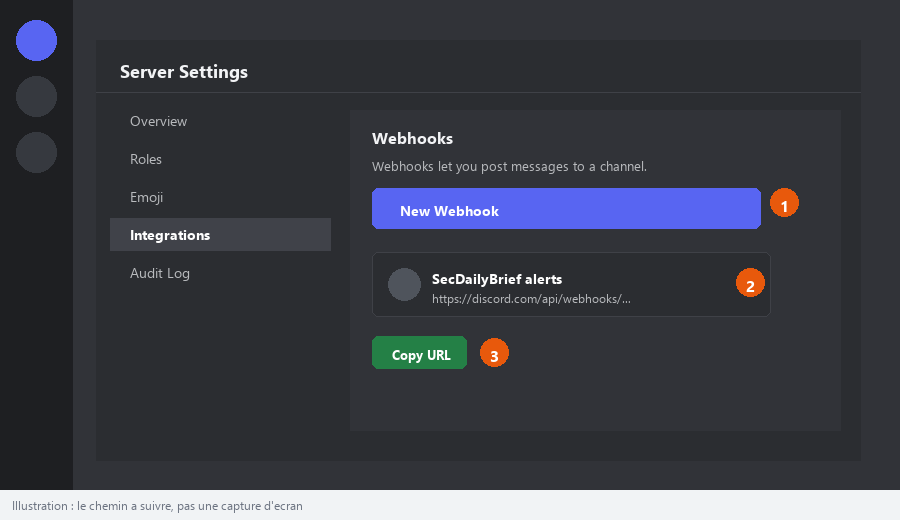 Server Settings
Overview
Roles
Emoji
Integrations
Audit Log
Webhooks
Webhooks let you post messages to a channel.
New Webhook
1
SecDailyBrief alerts
https://discord.com/api/webhooks/...
2
Copy URL
3
Illustration : le chemin a suivre, pas une capture d'ecran